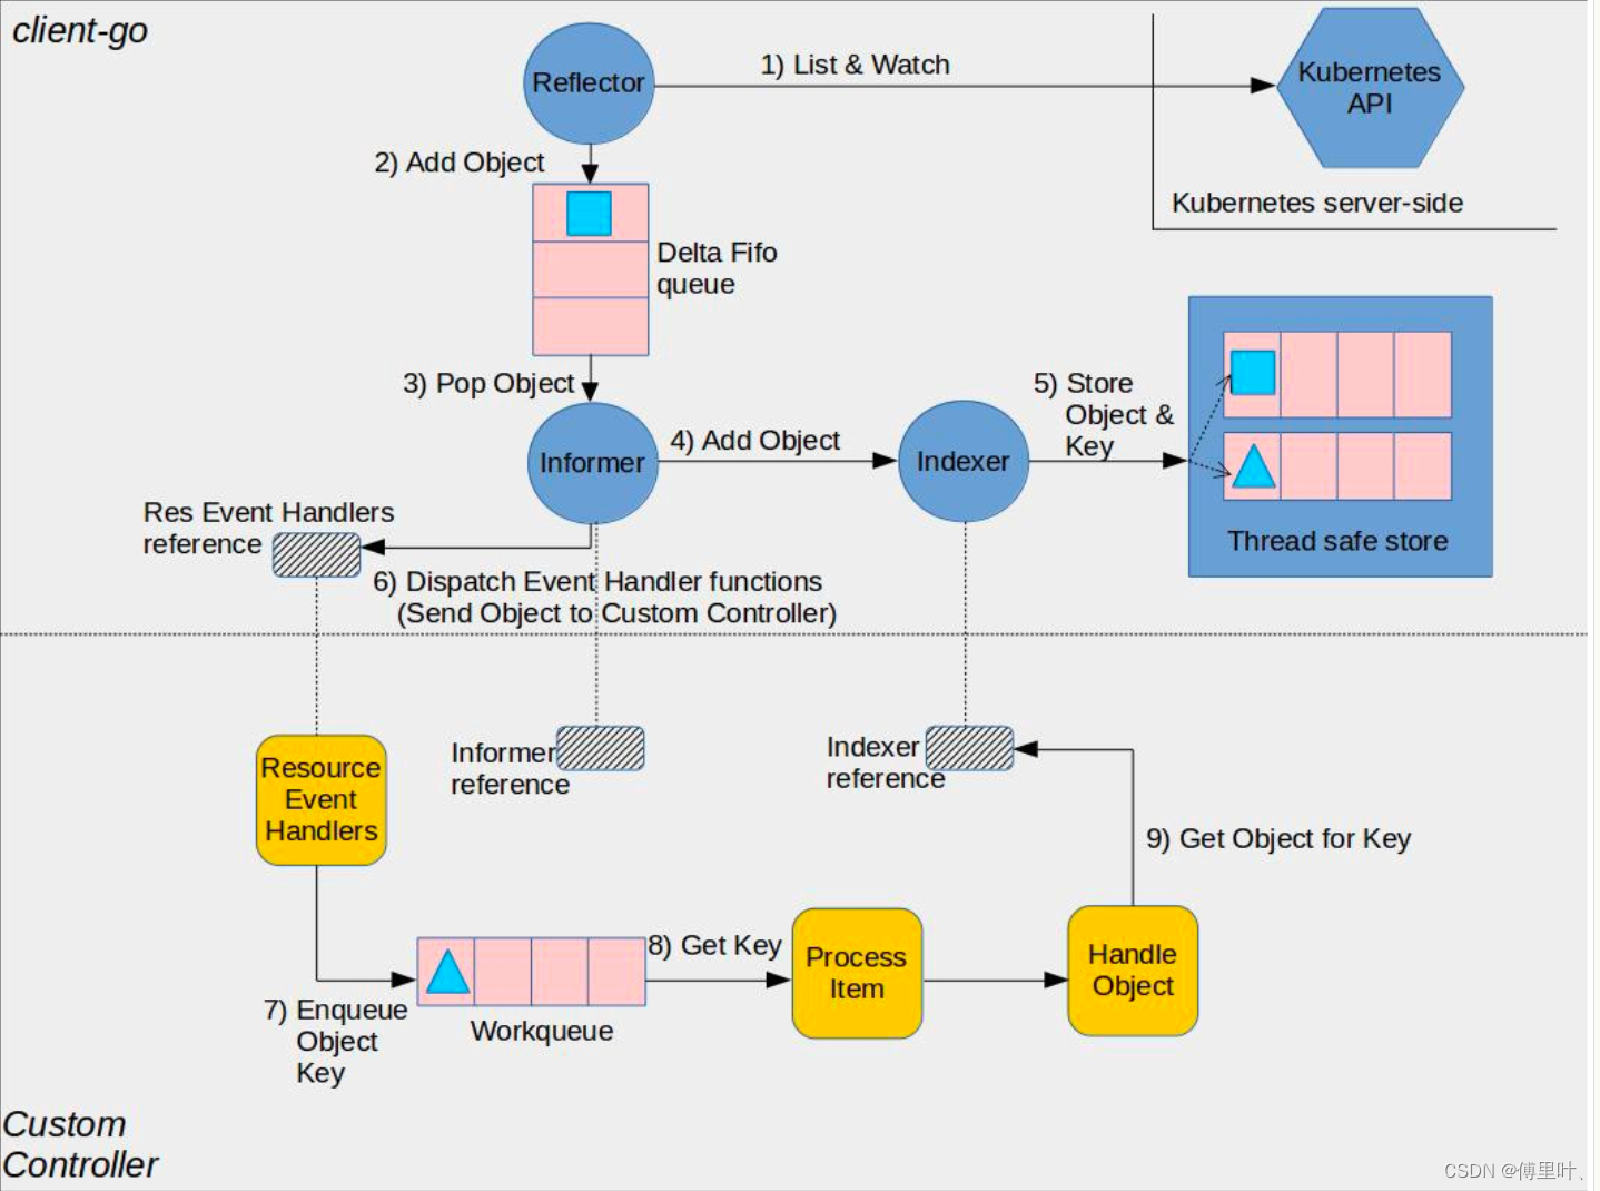 client-go
Reflector
1) List & Watch
Kubernetes
API
2) Add Object
Kubernetes server-side
Delta Fifo
queue
3) Pop Object
5) Store
Object &
Key
4) Add Object
Informer
Indexer
Res Event Handlers
reference
Thread safe store
6) Dispatch Event Handler functions
(Send Object to Custom Controller)
Resource
Event
Handlers
Informer
reference
Indexer
reference
9) Get Object for Key
8) Get Key
Process
Item
Handle
Object
7) Enqueue
Object
Key
Workqueue
Custom
Controller
CSDN @傅里叶、